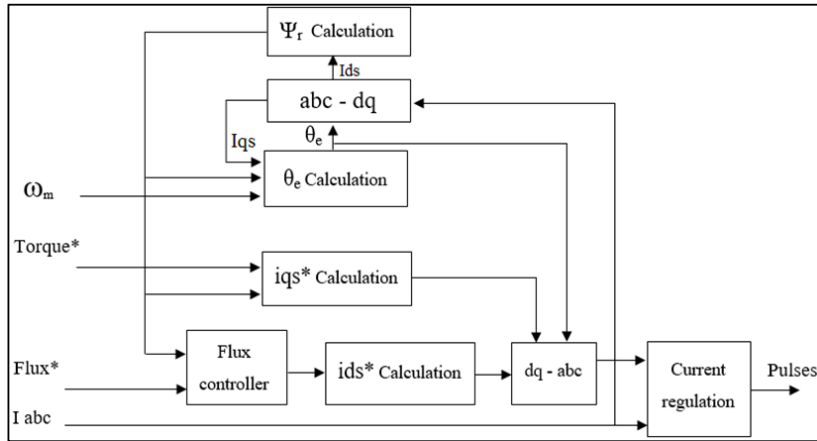 Ψr Calculation
Ids
abc - dq
Iqs
θe
θe Calculation
ωm
Torque*
iqs* Calculation
Flux*
Flux
controller
ids* Calculation
dq - abc
Current
regulation
Pulses
I abc